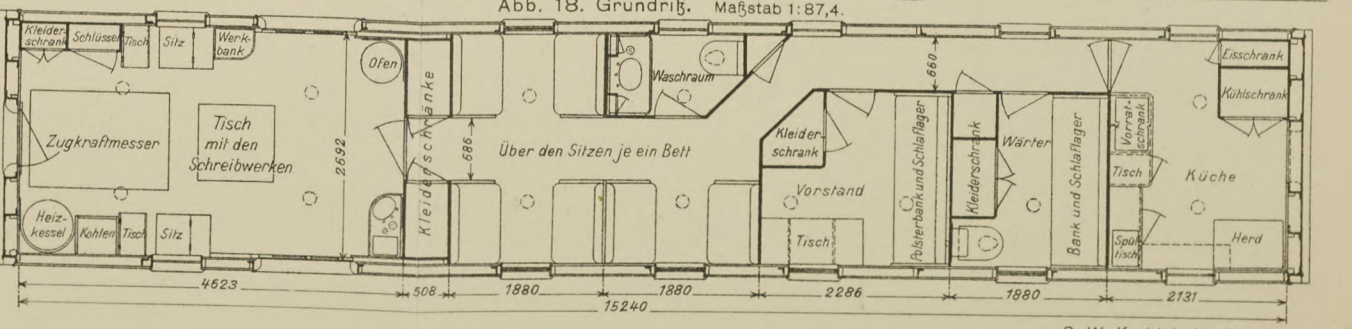 Abb. 18. Grundriß. Maßstab 1:87,4.
Kleider-
schrank
Schlüssel
Tisch
Sitz
Werk-
bank
Ofen
Kleiderschränke
Waschraum
660
Eisschrank
Kühlschrank
Zugkraftmesser
Tisch
mit den
Schreibwerken
2692
686
Über den Sitzen je ein Bett
Kleider-
schrank
Vorstand
Tisch
Polsterbank und Schlaflager
Kleiderschrank
Wärter
Bank und Schlaflager
Vorrat-
schrank
Tisch
Küche
Spül-
tisch
Herd
Heiz-
kessel
Kohlen
Tisch
Sitz
4623
508
1880
1880
2286
1880
2131
15240